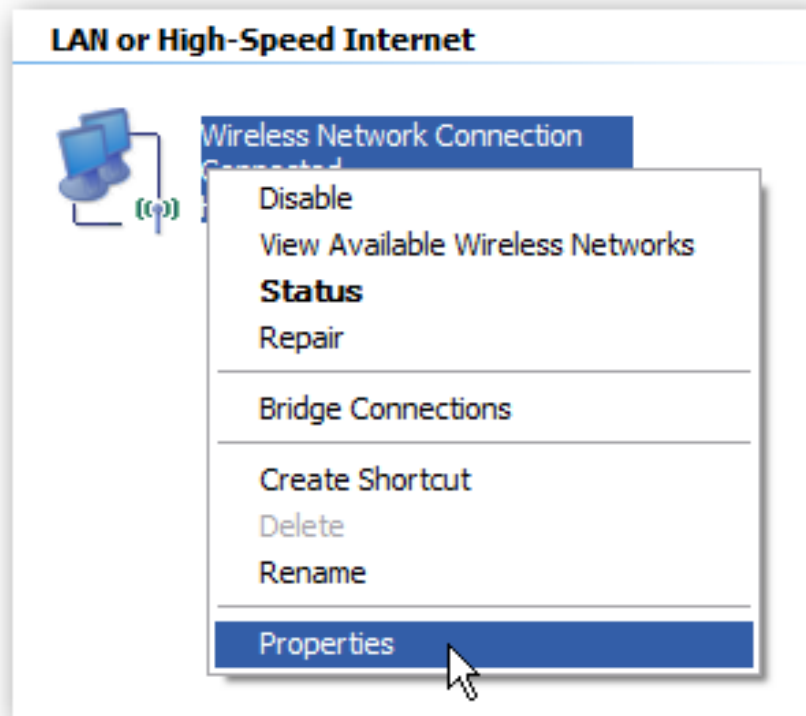 LAN or High-Speed Internet
Wireless Network Connection
Connected
Disable
View Available Wireless Networks
Status
Repair
Bridge Connections
Create Shortcut
Delete
Rename
Properties